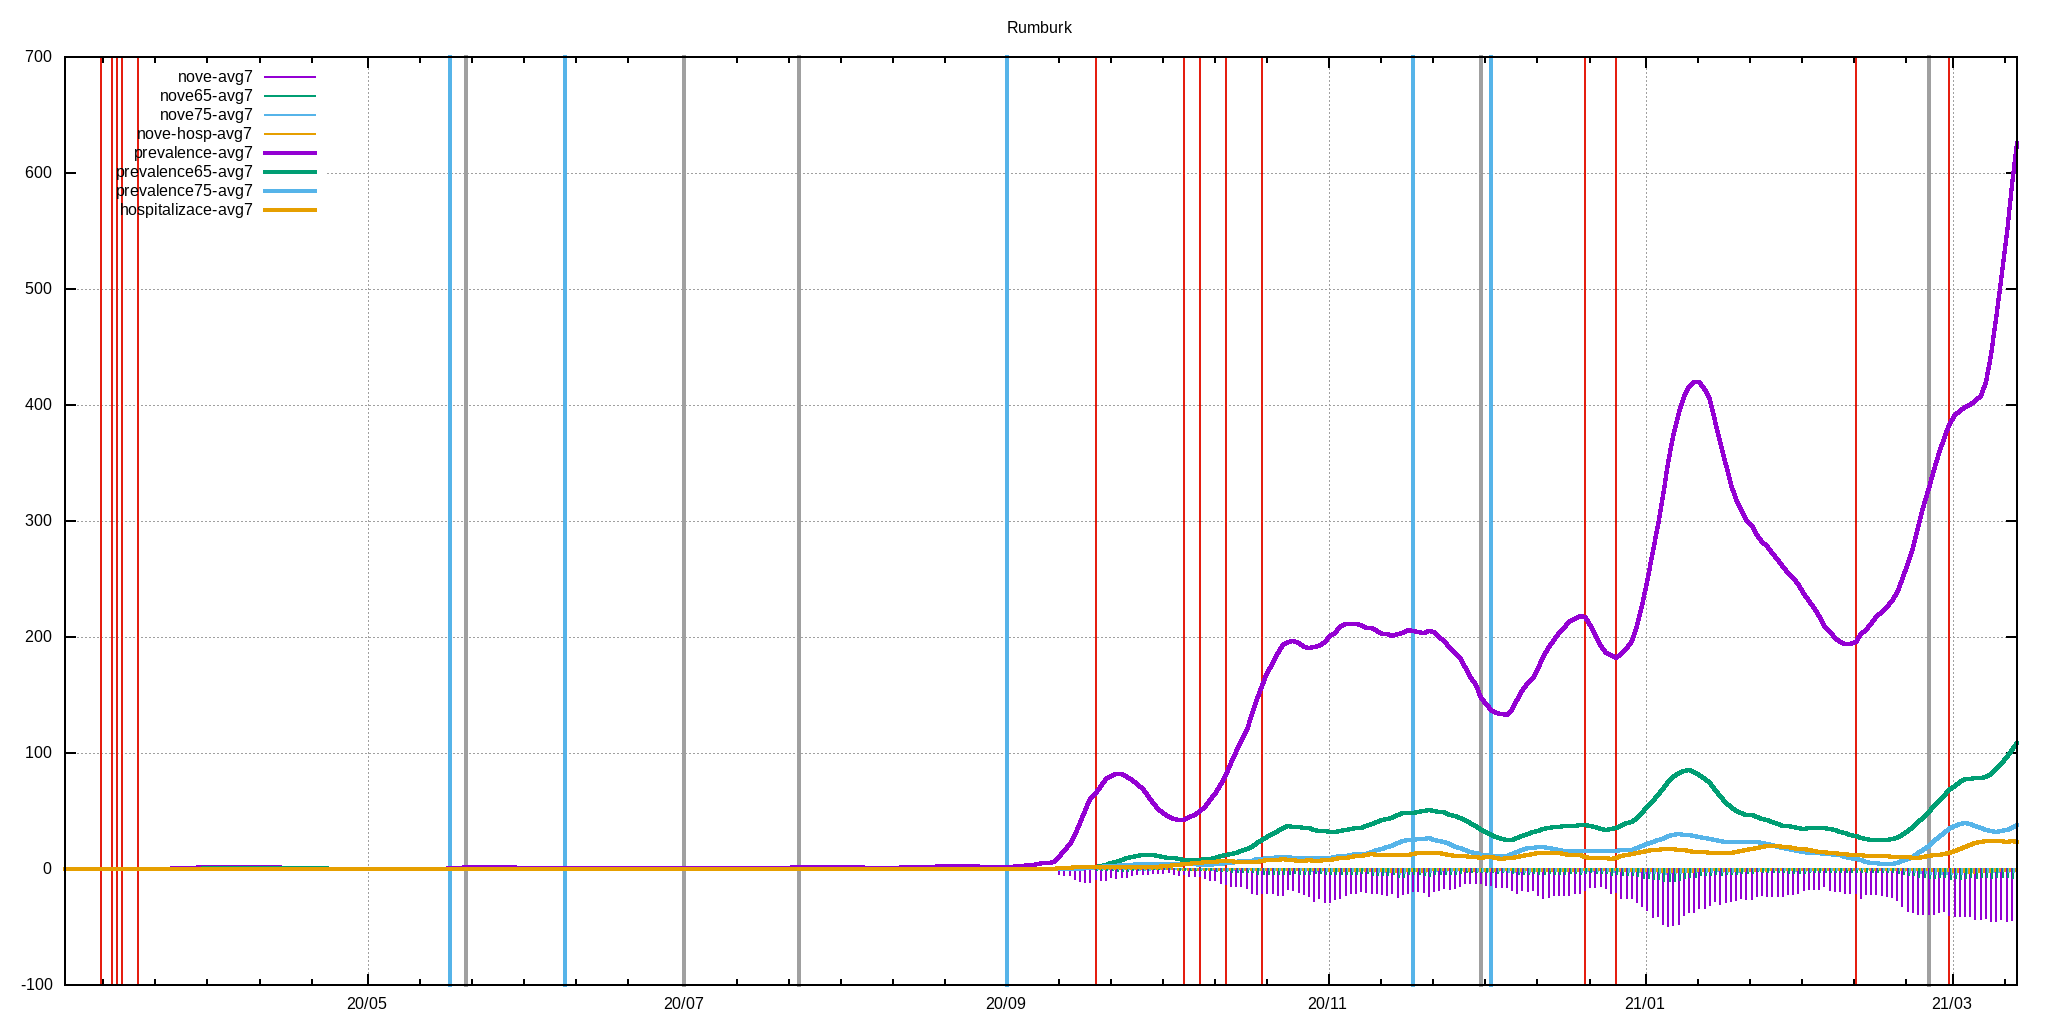 Rumburk
700
600
500
400
300
200
100
0
-100
nove-avg7
nove65-avg7
nove75-avg7
nove-hosp-avg7
prevalence-avg7
prevalence65-avg7
prevalence75-avg7
hospitalizace-avg7
20/05 20/07 20/09 20/11 21/01 21/03